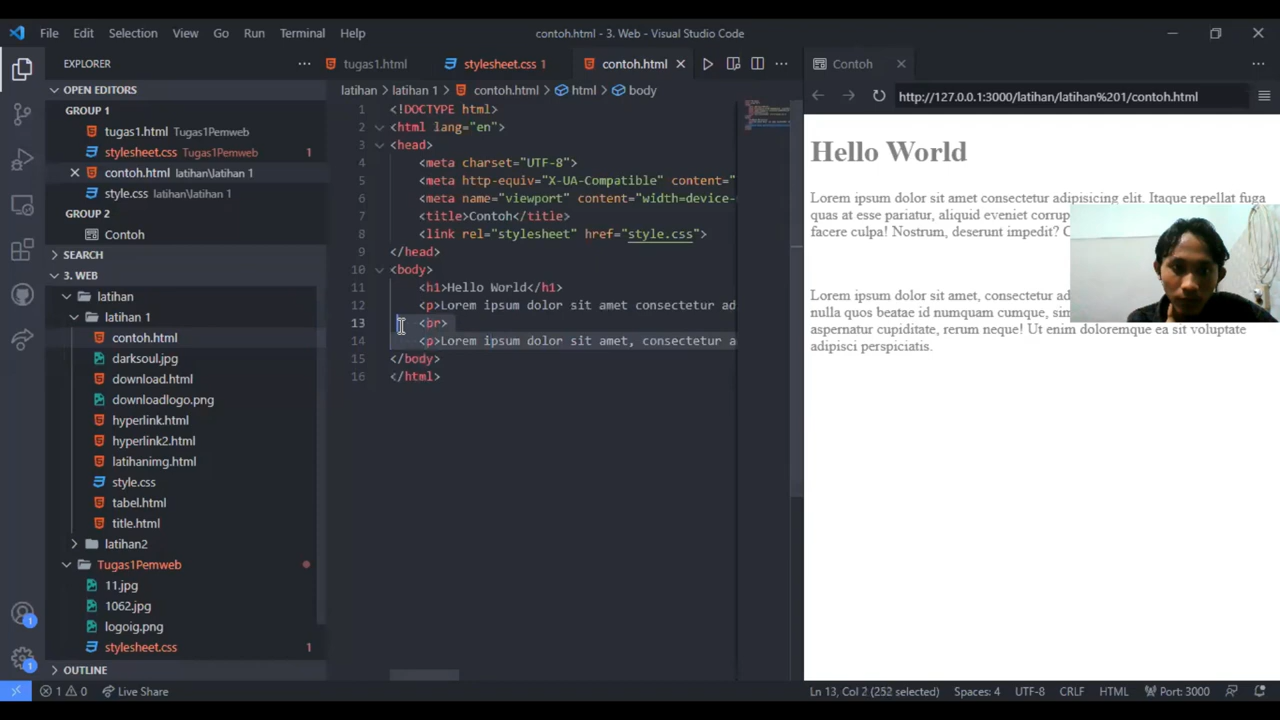 File Edit Selection View Go Run Terminal Help
contoh.html - 3. Web - Visual Studio Code
EXPLORER
OPEN EDITORS
GROUP 1
tugas1.html Tugas1Pemweb
stylesheet.css Tugas1Pemweb 1
contoh.html latihan\latihan 1
style.css latihan\latihan 1
GROUP 2
Contoh
SEARCH
3. WEB
latihan
latihan 1
contoh.html
darksoul.jpg
download.html
downloadlogo.png
hyperlink.html
hyperlink2.html
latihanimg.html
style.css
tabel.html
title.html
latihan2
Tugas1Pemweb
11.jpg
1062.jpg
logoig.png
stylesheet.css 1
OUTLINE
tugas1.html
stylesheet.css 1
contoh.html
latihan > latihan 1 > contoh.html > html > body
1 <!DOCTYPE html>
2 <html lang="en">
3 <head>
4 <meta charset="UTF-8">
5 <meta http-equiv="X-UA-Compatible" content="
6 <meta name="viewport" content="width=device-
7 <title>Contoh</title>
8 <link rel="stylesheet" href="style.css">
9 </head>
10 <body>
11 <h1>Hello World</h1>
12 <p>Lorem ipsum dolor sit amet consectetur ad
13 <br>
14 <p>Lorem ipsum dolor sit amet, consectetur a
15 </body>
16 </html>
Contoh
http://127.0.0.1:3000/latihan/latihan%201/contoh.html
Hello World
Lorem ipsum dolor sit amet consectetur adipisicing elit. Itaque repellat fuga
quas at esse pariatur, aliquid eveniet
facere culpa! Nostrum, deserunt impedit?
Lorem ipsum dolor sit amet, consectetur
nulla quos beatae id numquam cumque,
aspernatur cupiditate, rerum neque! Ut enim doloremque ea sit voluptate
adipisci perspiciatis.
1
1
1 0 Live Share
Ln 13, Col 2 (252 selected) Spaces: 4 UTF-8 CRLF HTML Port: 3000